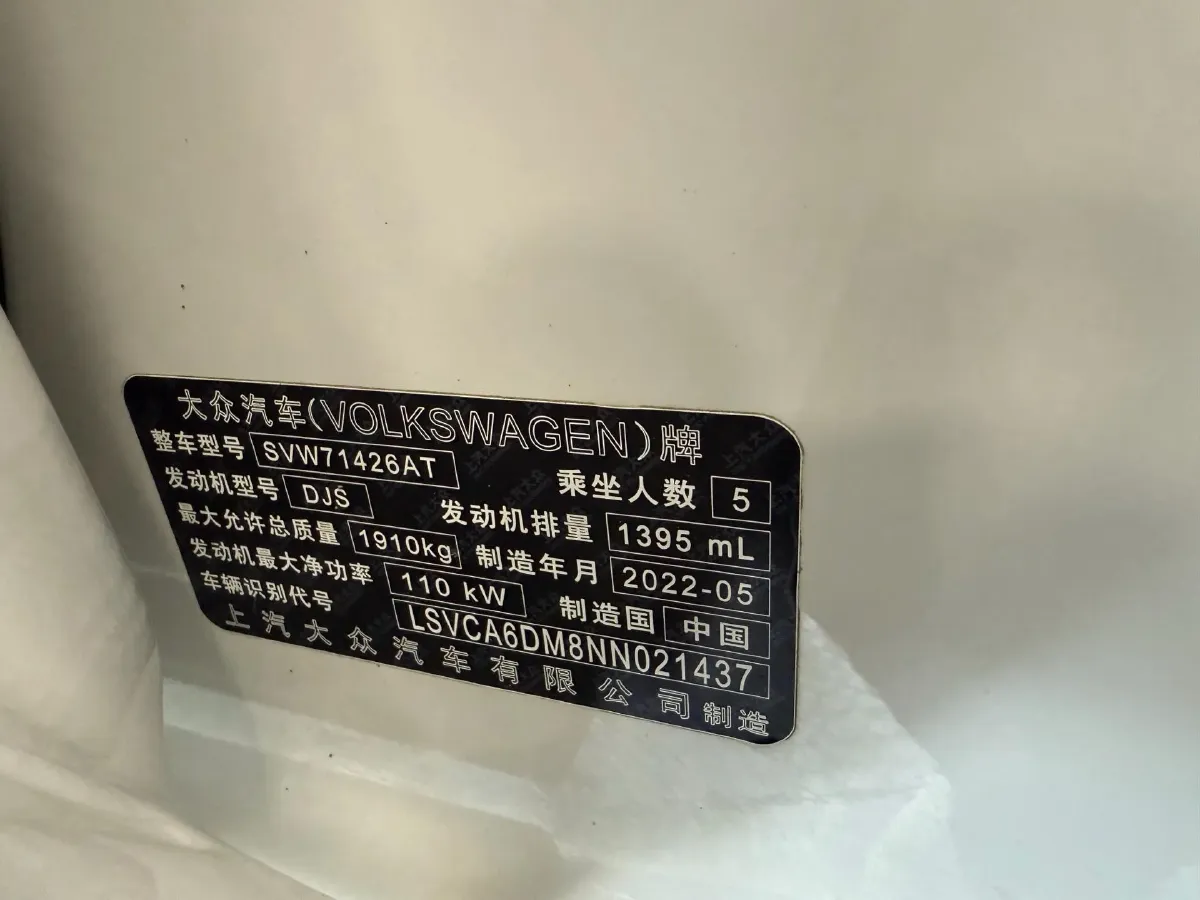 大众汽车(VOLKSWAGEN)牌
整车型号 SVW71426AT 乘坐人数 5
发动机型号 DJS 发动机排量 1395 mL
最大允许总质量 1910kg 制造年月 2022-05
发动机最大净功率 110 kW 制造国 中国
车辆识别代号 LSVCA6DM8NN021437
上汽大众汽车有限公司制造